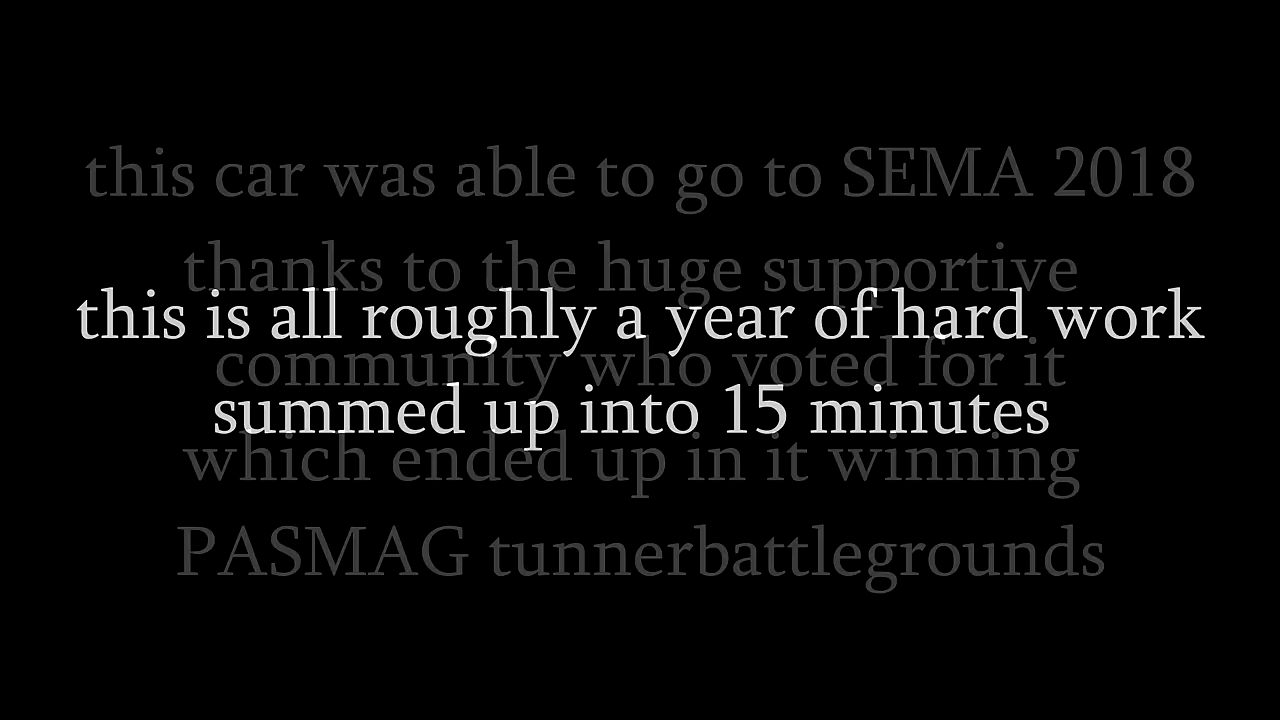 this car was able to go to SEMA 2018
thanks to the huge supportive
this is all roughly a year of hard work
community who voted for it
summed up into 15 minutes
which ended up in it winning
PASMAG tunnerbattlegrounds